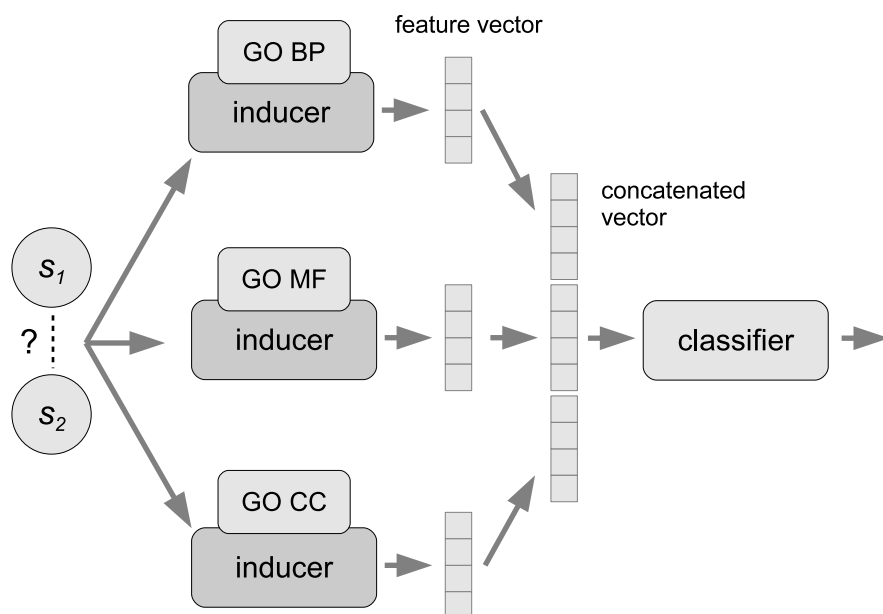 feature vector
GO BP
inducer
concatenated
vector
s1
GO MF
?
inducer
classifier
s2
GO CC
inducer